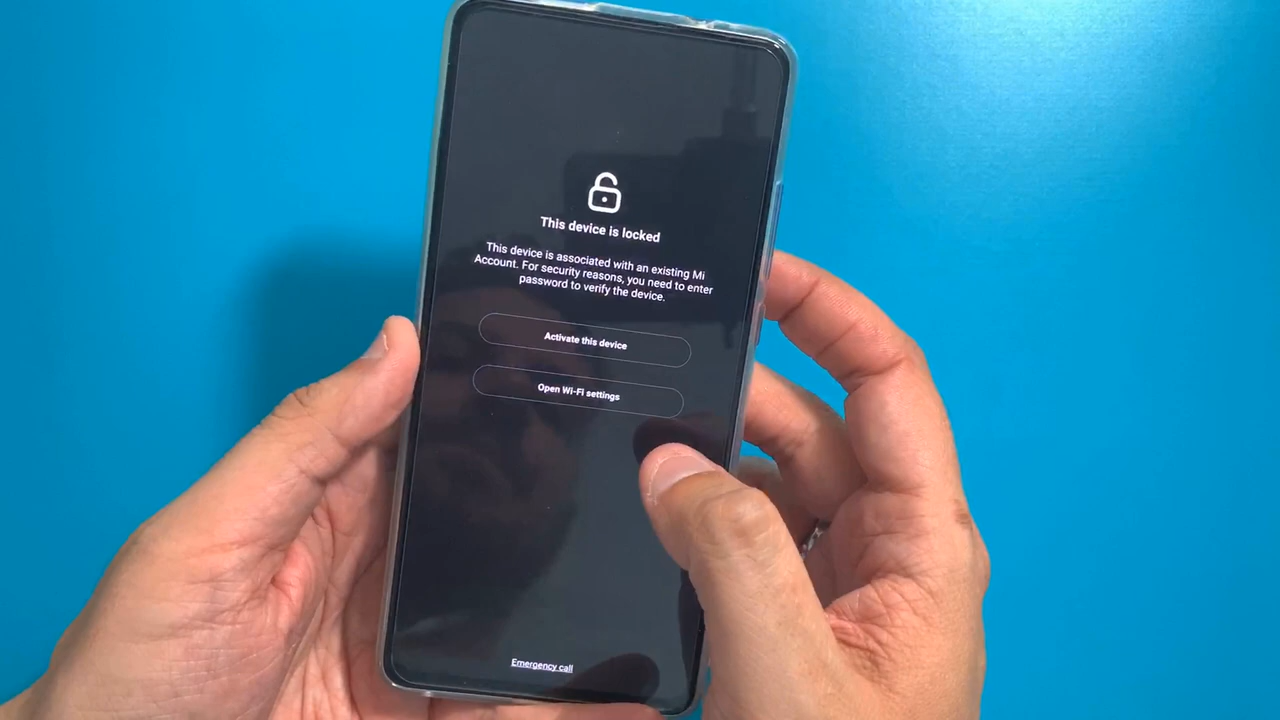 This device is locked
This device is associated with an existing Mi
Account. For security reasons, you need to enter
password to verify the device.
Activate this device
Open Wi-Fi settings
Emergency call